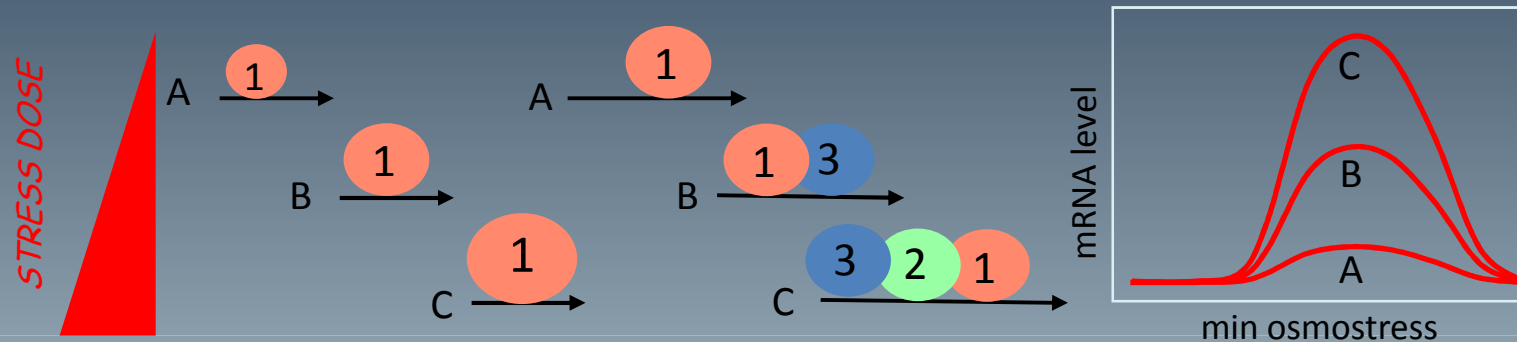 STRESS DOSE
A
1
B
1
C
1
A
1
B
1 3
C
3 2 1
mRNA level
C
B
A
min osmostress